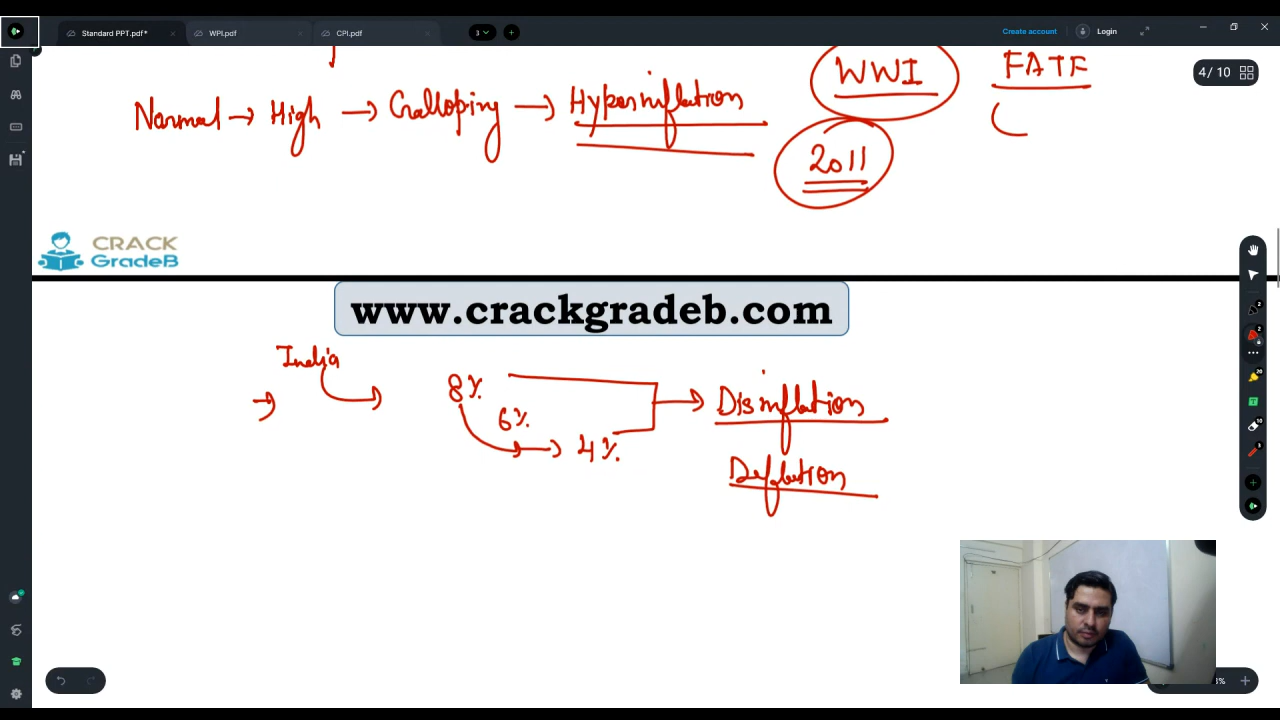 Standard PPT.pdf*
WPI.pdf
CPI.pdf
3
Create account
Login
4/10
WWI
FATF
Normal → High → Galloping → Hyperinflation
2011
CRACK
GradeB
www.crackgradeb.com
India
8%
6%
4%
Disinflation
Deflation